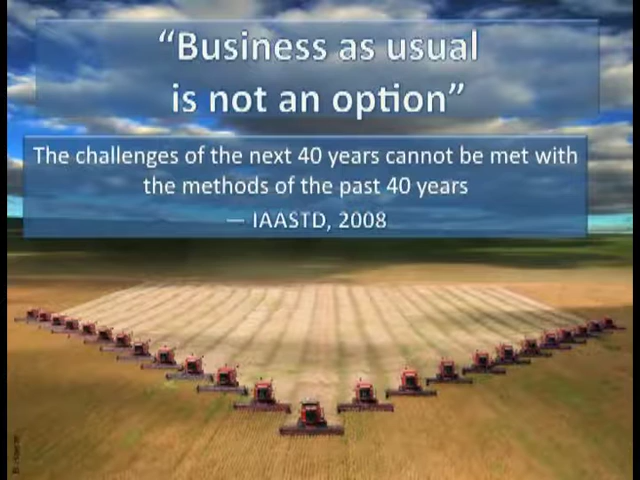 “Business as usual
is not an option”
The challenges of the next 40 years cannot be met with
the methods of the past 40 years
— IAASTD, 2008